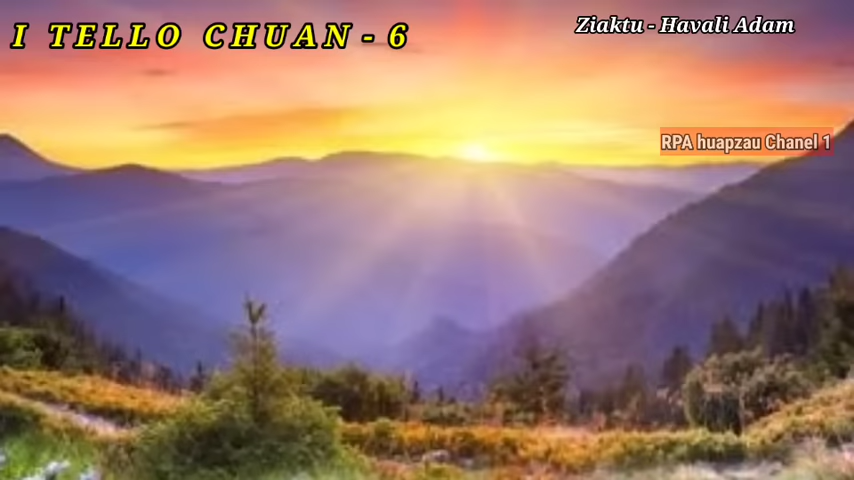 I TELLO CHUAN - 6
Ziaktu - Havali Adam
RPA huapzau Chanel 1